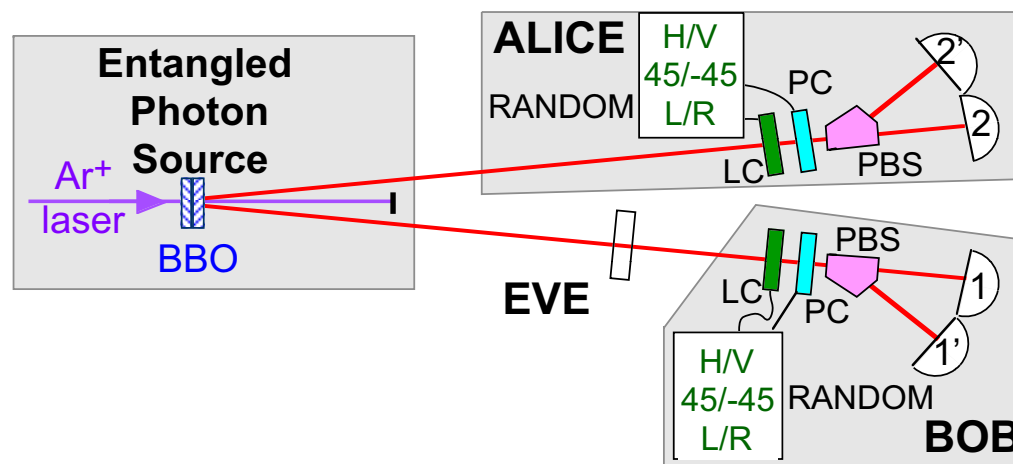 Entangled
Photon
Source
Ar⁺
laser
BBO
ALICE
RANDOM
H/V
45/-45
L/R
PC
LC
PBS
2'
2
EVE
LC
PC
PBS
1
1'
H/V
45/-45
L/R
RANDOM
BOB